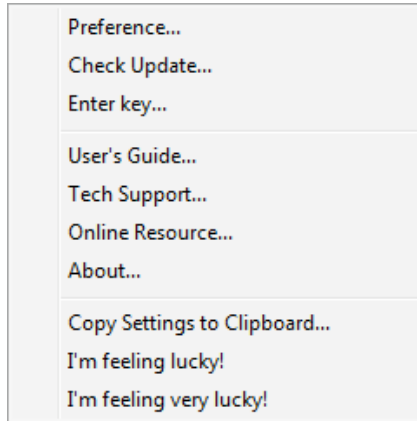 Preference...
Check Update...
Enter key...
User's Guide...
Tech Support...
Online Resource...
About...
Copy Settings to Clipboard...
I'm feeling lucky!
I'm feeling very lucky!